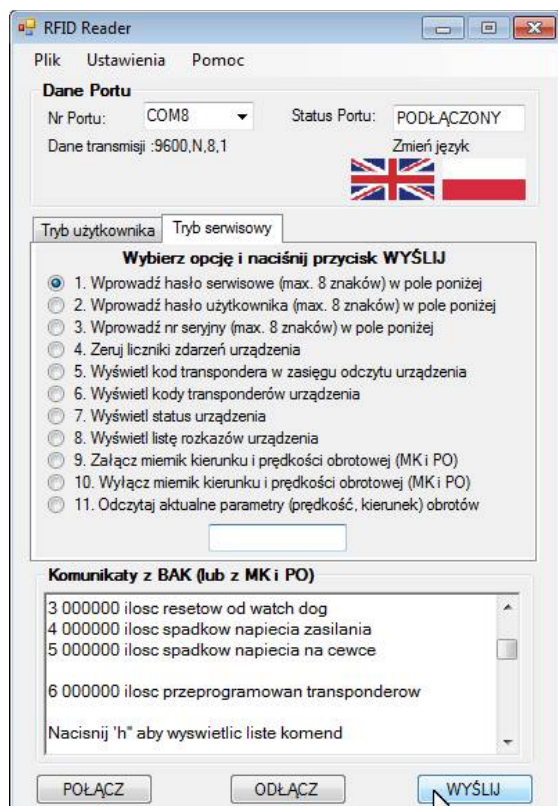 RFID Reader
Plik Ustawienia Pomoc
Dane Portu
Nr Portu: COM8 Status Portu: PODŁĄCZONY
Dane transmisji :9600,N,8,1 Zmień język
Tryb użytkownika Tryb serwisowy
Wybierz opcję i naciśnij przycisk WYŚLIJ
1. Wprowadź hasło serwisowe (max. 8 znaków) w pole poniżej
2. Wprowadź hasło użytkownika (max. 8 znaków) w pole poniżej
3. Wprowadź nr seryjny (max. 8 znaków) w pole poniżej
4. Zeruj liczniki zdarzeń urządzenia
5. Wyświetl kod transpondera w zasięgu odczytu urządzenia
6. Wyświetl kody transponderów urządzenia
7. Wyświetl status urządzenia
8. Wyświetl listę rozkazów urządzenia
9. Załącz miernik kierunku i prędkości obrotowej (MK i PO)
10. Wyłącz miernik kierunku i prędkości obrotowej (MK i PO)
11. Odczytaj aktualne parametry (prędkość, kierunek) obrotów
Komunikaty z BAK (lub z MK i PO)
3 000000 ilosc resetow od watch dog
4 000000 ilosc spadkow napiecia zasilania
5 000000 ilosc spadkow napiecia na cewce
6 000000 ilosc przeprogramowan transponderow
Nacisnij 'h" aby wyswietlic liste komend
POŁĄCZ ODŁĄCZ WYŚLIJ